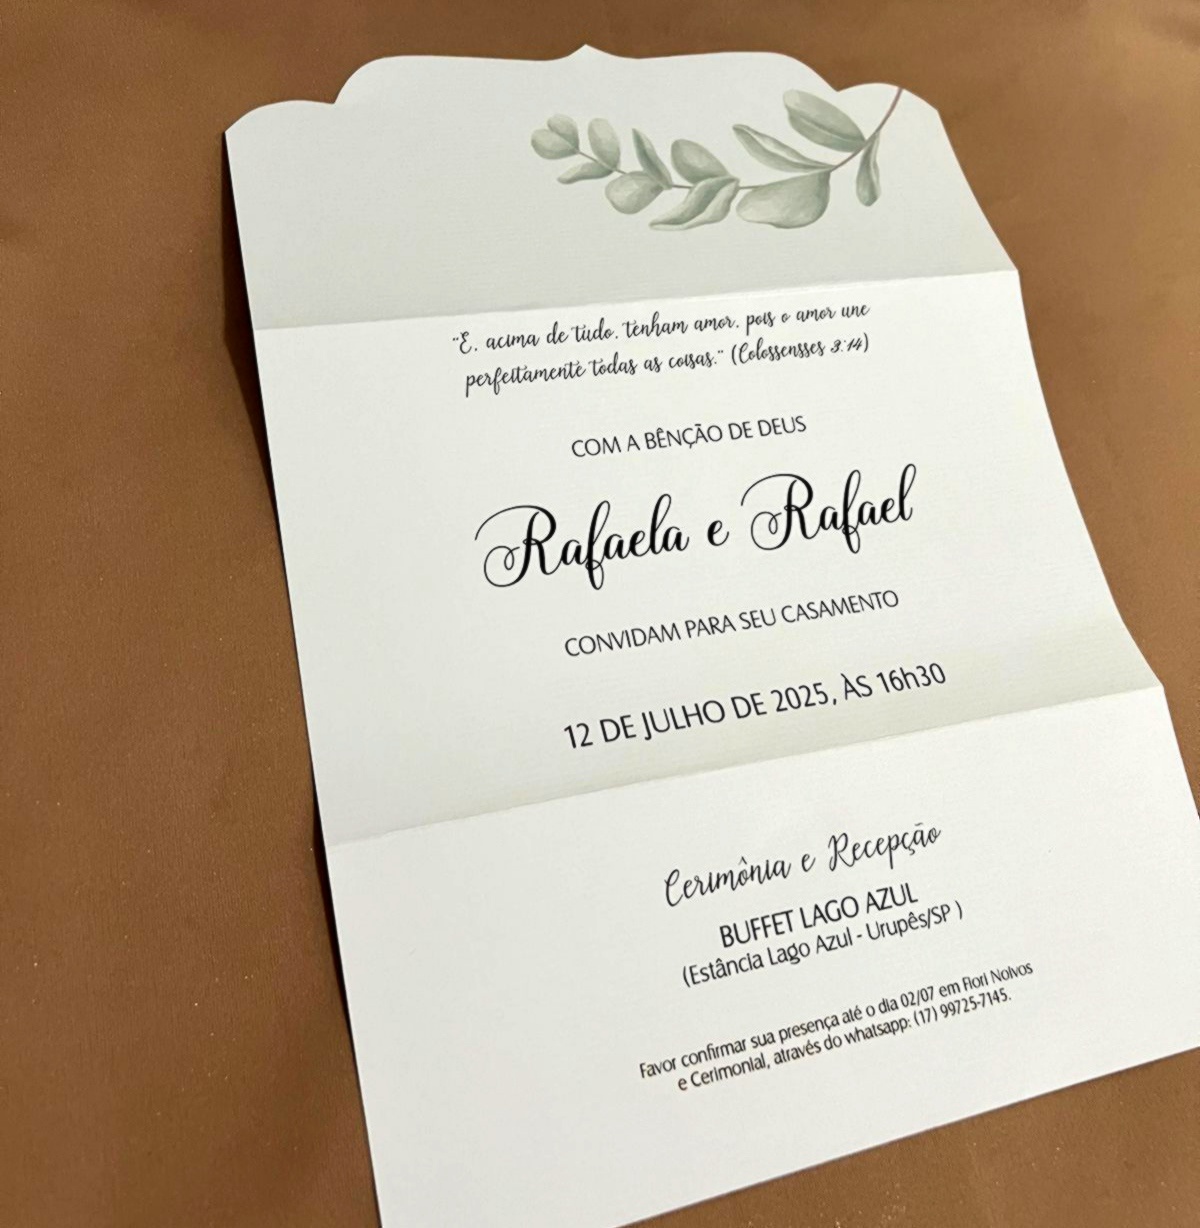 "E, acima de tudo, tenham amor, pois o amor une
perfeitamente todas as coisas." (Colossensses 3:14)
COM A BÊNÇÃO DE DEUS
Rafaela e Rafael
CONVIDAM PARA SEU CASAMENTO
12 DE JULHO DE 2025, ÀS 16h30
Cerimônia e Recepção
BUFFET LAGO AZUL
(Estância Lago Azul - Urupês/SP )
Favor confirmar sua presença até o dia 02/07 em Fiori Noivos
e Cerimonial, através do whatsapp: (17) 99725-7145.